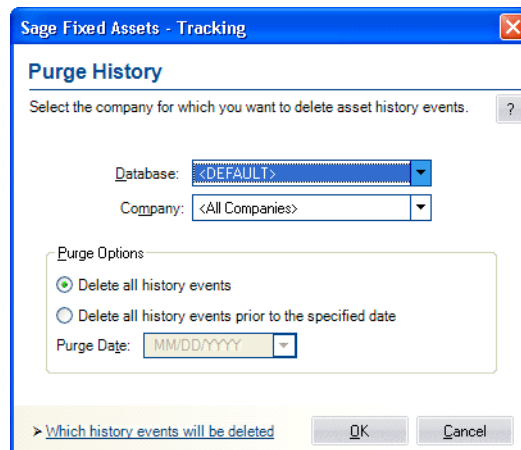 Sage Fixed Assets - Tracking
Purge History
Select the company for which you want to delete asset history events.
?
Database: <DEFAULT>
Company: <All Companies>
Purge Options
Delete all history events
Delete all history events prior to the specified date
Purge Date: MM/DD/YYYY
> Which history events will be deleted OK Cancel